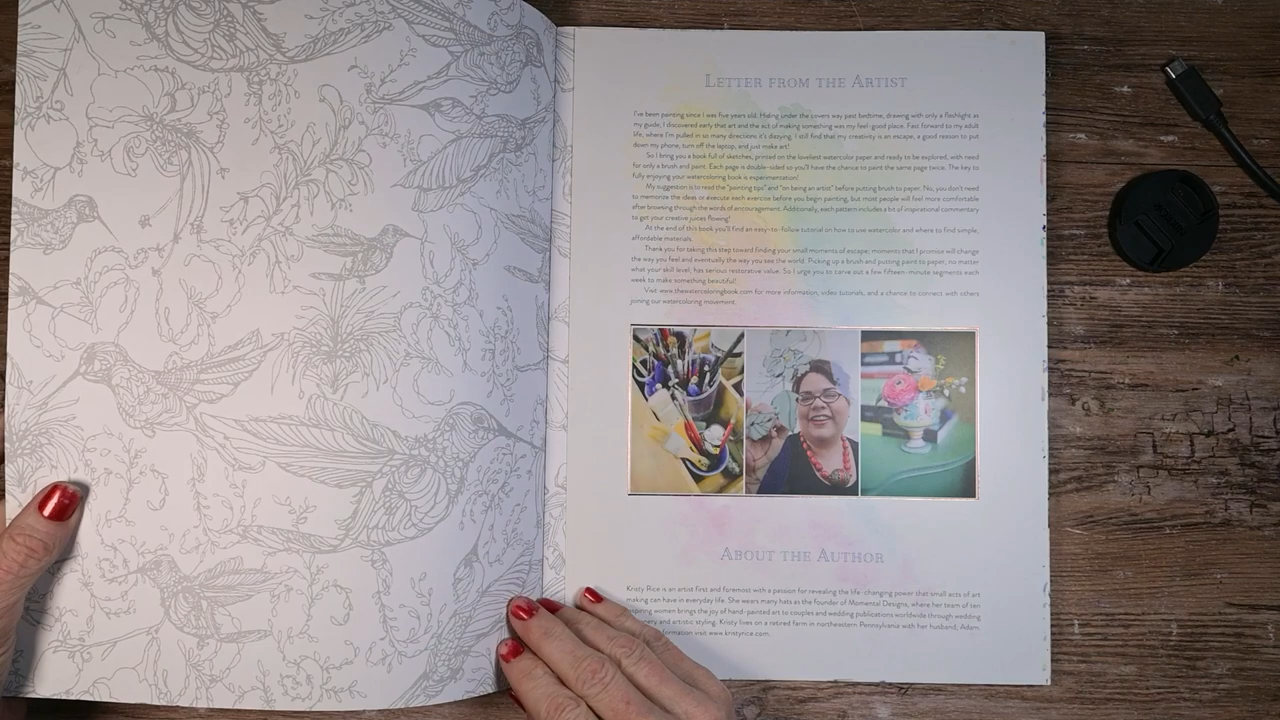 LETTER FROM THE ARTIST
I've been painting since I was five years old. Hiding under the covers way past bedtime, drawing with only a flashlight as
my guide, I discovered early that art and the act of making something was my feel-good place. Fast forward to my adult
life, where I'm pulled in so many directions it's dizzying, I still find that my creativity is an escape, a good reason to put
down my phone, turn off the laptop, and just make art!
So I bring you a book full of sketches, printed on the loveliest watercolor paper and ready to be explored, with need
for only a brush and paint. Each page is double-sided so you'll have the chance to paint the same page twice. The key to
fully enjoying your watercoloring book is experimentation!
My suggestion is to read the "painting tips" and "on being an artist" before putting brush to paper. No, you don't need
to memorize the ideas or execute each exercise before you begin painting, but most people will feel more comfortable
after browsing through the words of encouragement. Additionally, each pattern includes a bit of inspirational commentary
to get your creative juices flowing!
At the end of this book you'll find an easy-to-follow tutorial on how to use watercolor and where to find simple,
affordable materials.
Thank you for taking this step toward finding your small moments of escape; moments that I promise will change
the way you feel and eventually the way you see the world. Picking up a brush and putting paint to paper, no matter
what your skill level, has serious restorative value. So I urge you to carve out a few fifteen-minute segments each
week to make something beautiful!
Visit www.thewatercoloringbook.com for more information, video tutorials, and a chance to connect with others
joining our watercoloring movement.
ABOUT THE AUTHOR
Kristy Rice is an artist first and foremost with a passion for revealing the life-changing power that small acts of art
making can have in everyday life. She wears many hats as the founder of Momental Designs, where her team of ten
inspiring women brings the joy of hand-painted art to couples and wedding publications worldwide through wedding
and artistic styling. Kristy lives on a retired farm in northeastern Pennsylvania with her husband, Adam.
formation visit www.kristyrice.com.